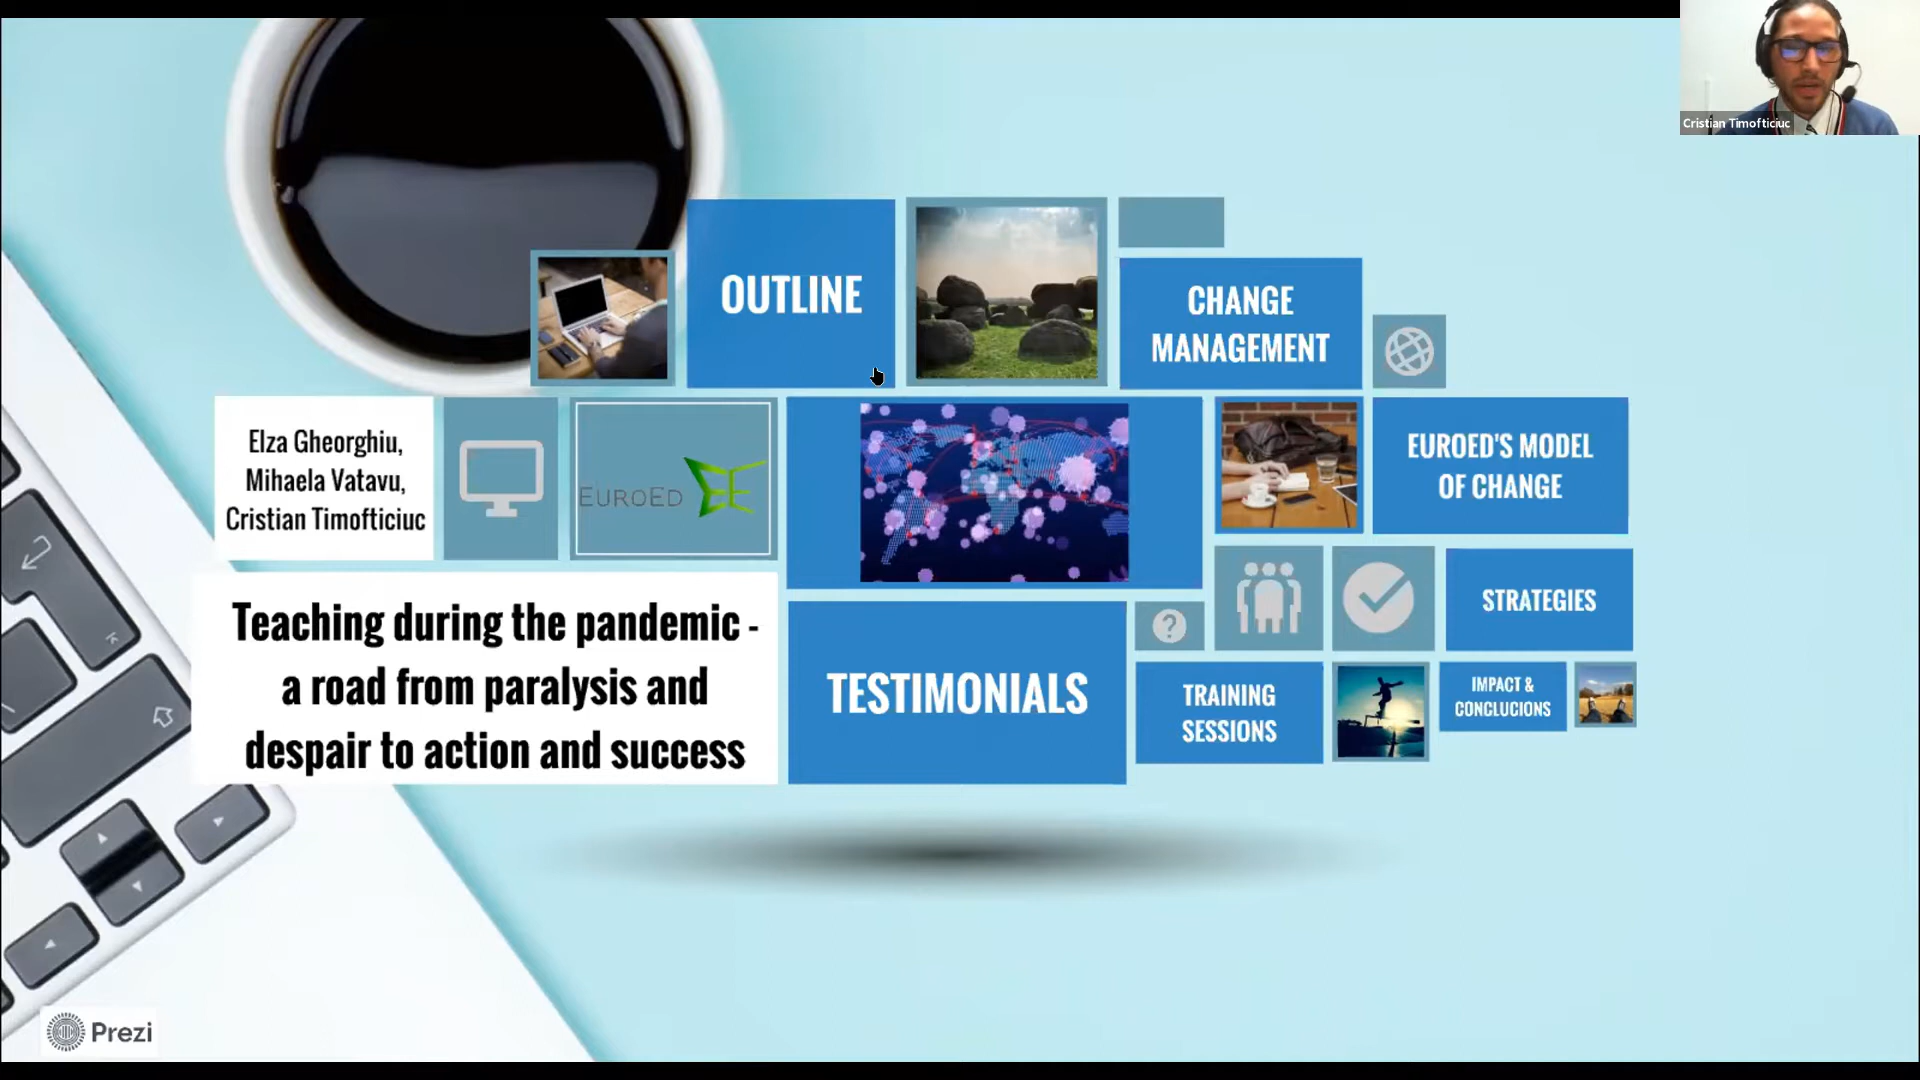 Cristian Timofticiuc
OUTLINE
CHANGE
MANAGEMENT
Elza Gheorghiu,
Mihaela Vatavu,
Cristian Timofticiuc
EUROED
EUROED'S MODEL
OF CHANGE
STRATEGIES
Teaching during the pandemic -
a road from paralysis and
despair to action and success
TESTIMONIALS
?
TRAINING
SESSIONS
IMPACT &
CONCLUCIONS
Prezi